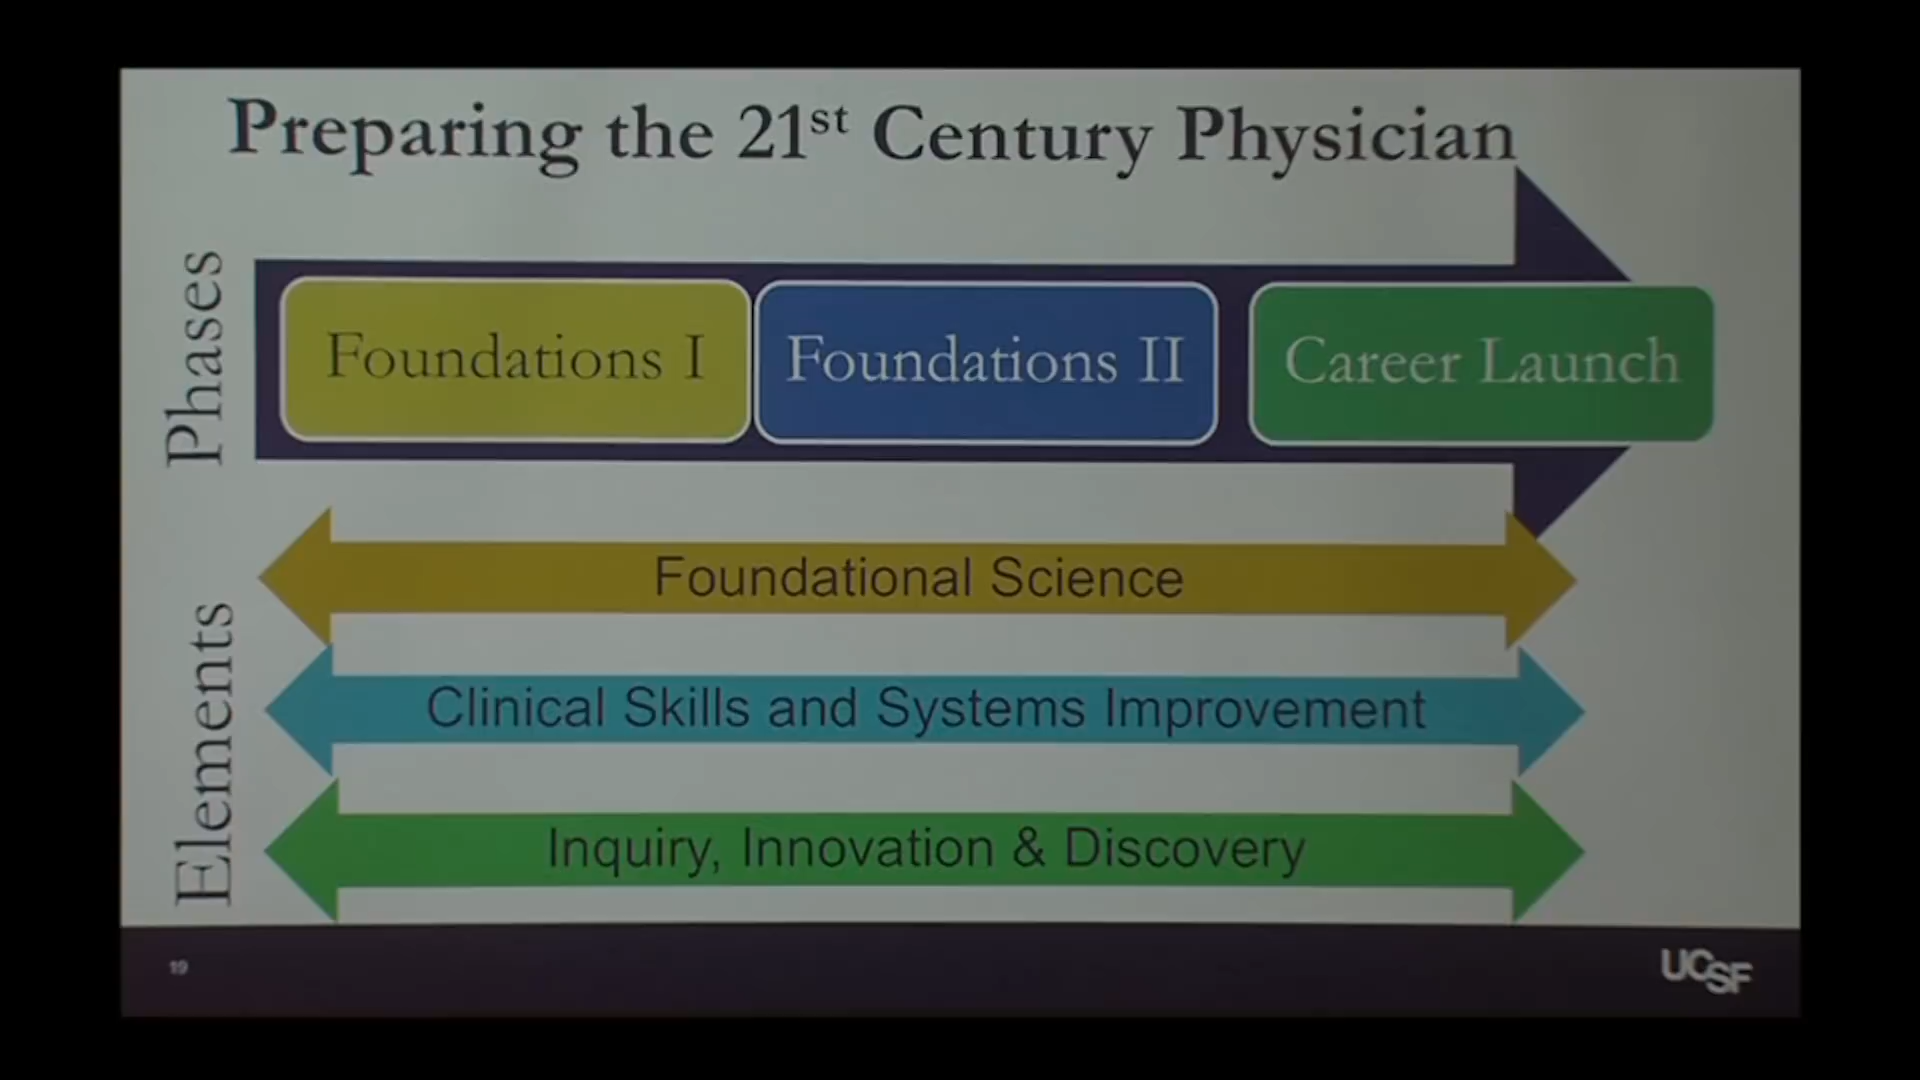 Preparing the 21st Century Physician
Phases
Foundations I
Foundations II
Career Launch
Elements
Foundational Science
Clinical Skills and Systems Improvement
Inquiry, Innovation & Discovery
19
UCSF